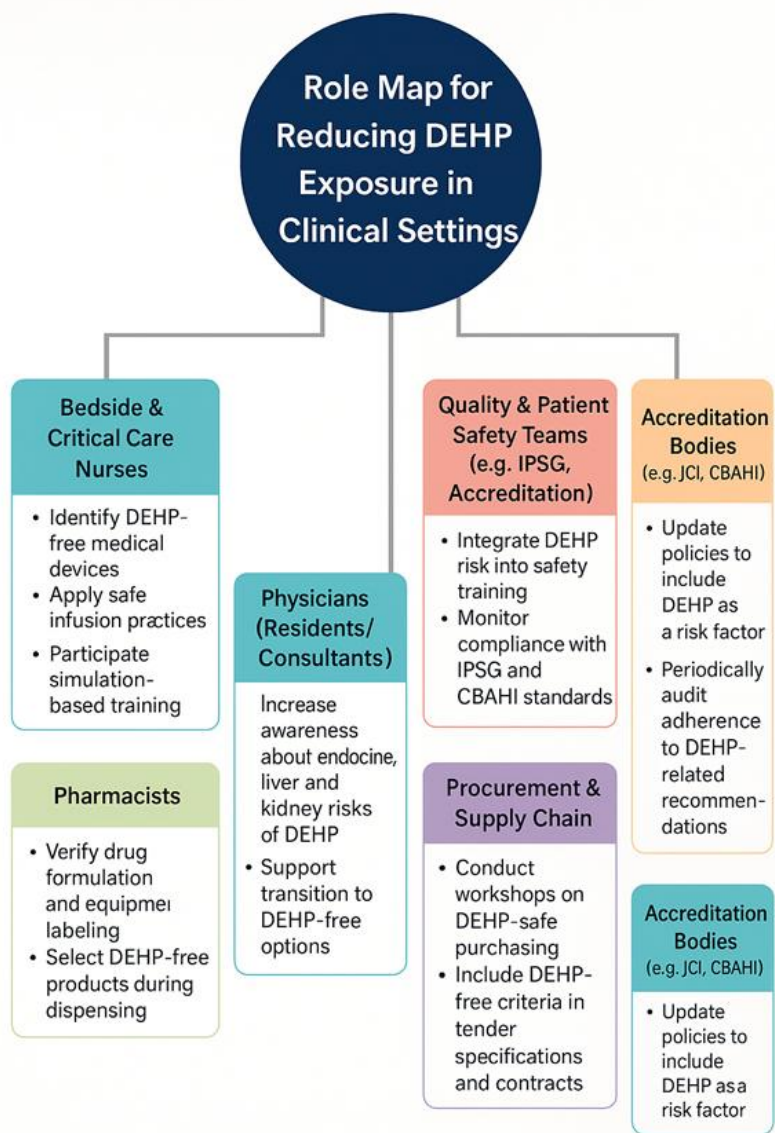 Role Map for
Reducing DEHP
Exposure in
Clinical Settings
Bedside &
Critical Care
Nurses
• Identify DEHP-
free medical
devices
• Apply safe
infusion practices
• Participate
simulation-
based training
Pharmacists
• Verify drug
formulation
and equipmei
labeling
• Select DEHP-free
products during
dispensing
Physicians
(Residents/
Consultants)
Increase
awareness
about endocine,
liver and
kidney risks
of DEHP
• Support
transition to
DEHP-free
options
Quality & Patient
Safety Teams
(e.g. IPSG,
Accreditation)
• Integrate DEHP
risk into safety
training
• Monitor
compliance with
IPSG and
CBAHI standards
Procurement &
Supply Chain
• Conduct
workshops on
DEHP-safe
purchasing
• Include DEHP-
free criteria in
tender
specifications
and contracts
Accreditation
Bodies
(e.g. JCI, CBAHI)
• Update
policies to
include
DEHP as
a risk factor
• Periodically
audit
adherence
to DEHP-
related
recommen-
dations
Accreditation
Bodies
(e.g. JCI, CBAHI)
• Update
policies to
include
DEHP as a
risk factor